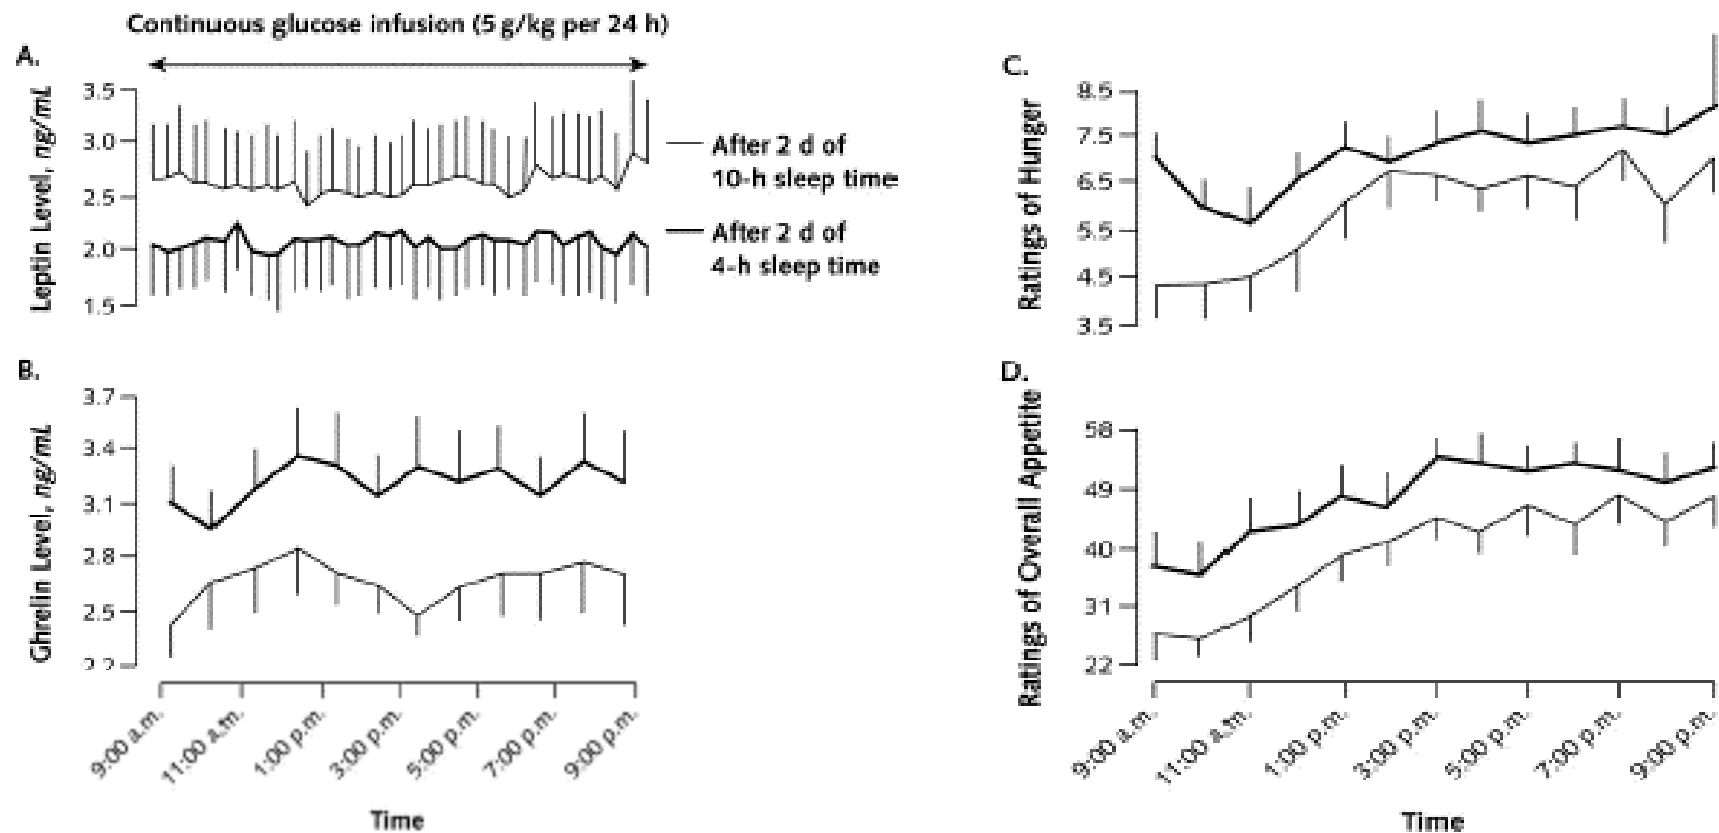 Continuous glucose infusion (5 g/kg per 24 h)
A.
Leptin Level, ng/mL
3.5
3.0
2.5
2.0
1.5
After 2 d of
10-h sleep time
After 2 d of
4-h sleep time
B.
Ghrelin Level, ng/mL
3.7
3.4
3.1
2.8
2.5
2.2
9:00 a.m.
11:00 a.m.
1:00 p.m.
3:00 p.m.
5:00 p.m.
7:00 p.m.
9:00 p.m.
Time
C.
Ratings of Hunger
8.5
7.5
6.5
5.5
4.5
3.5
D.
Ratings of Overall Appetite
58
49
40
31
22
9:00 a.m.
11:00 a.m.
1:00 p.m.
3:00 p.m.
5:00 p.m.
7:00 p.m.
9:00 p.m.
Time